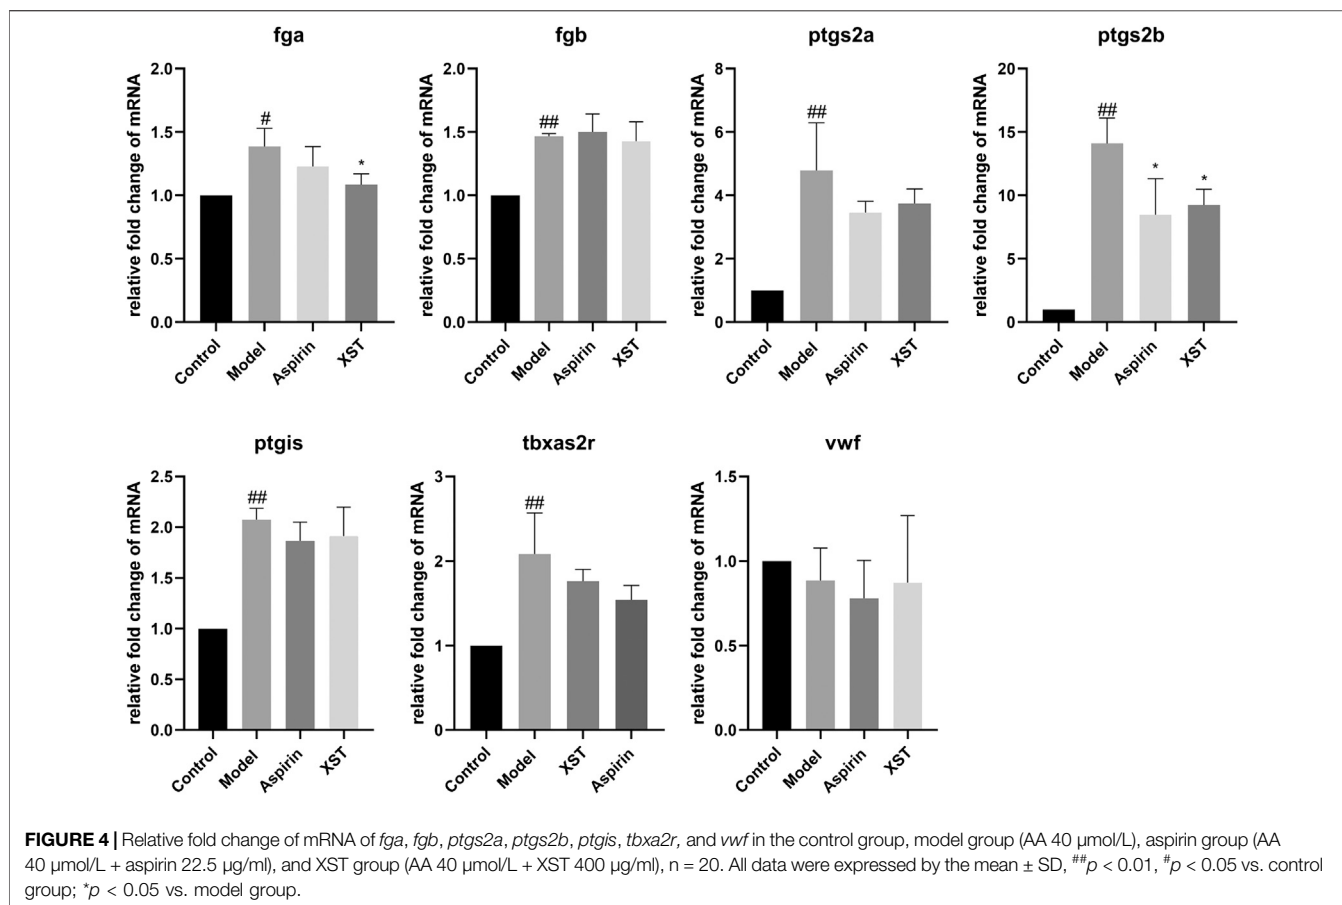 fga
fgb
ptgs2a
ptgs2b
relative fold change of mRNA
2.0
1.5
1.0
0.5
0.0
#
*
Control
Model
Aspirin
XST
relative fold change of mRNA
2.0
1.5
1.0
0.5
0.0
##
Control
Model
Aspirin
XST
relative fold change of mRNA
8
6
4
2
0
##
Control
Model
Aspirin
XST
relative fold change of mRNA
20
15
10
5
0
##
*
*
Control
Model
Aspirin
XST
ptgis
tbxas2r
vwf
relative fold change of mRNA
2.5
2.0
1.5
1.0
0.5
0.0
##
Control
Model
Aspirin
XST
relative fold change of mRNA
3
2
1
0
##
Control
Model
XST
Aspirin
relative fold change of mRNA
1.5
1.0
0.5
0.0
Control
Model
Aspirin
XST
FIGURE 4 | Relative fold change of mRNA of fga, fgb, ptgs2a, ptgs2b, ptgis, tbxa2r, and vwf in the control group, model group (AA 40 μmol/L), aspirin group (AA
40 μmol/L + aspirin 22.5 μg/ml), and XST group (AA 40 μmol/L + XST 400 μg/ml), n = 20. All data were expressed by the mean ± SD, ##p < 0.01, #p < 0.05 vs. control
group; *p < 0.05 vs. model group.